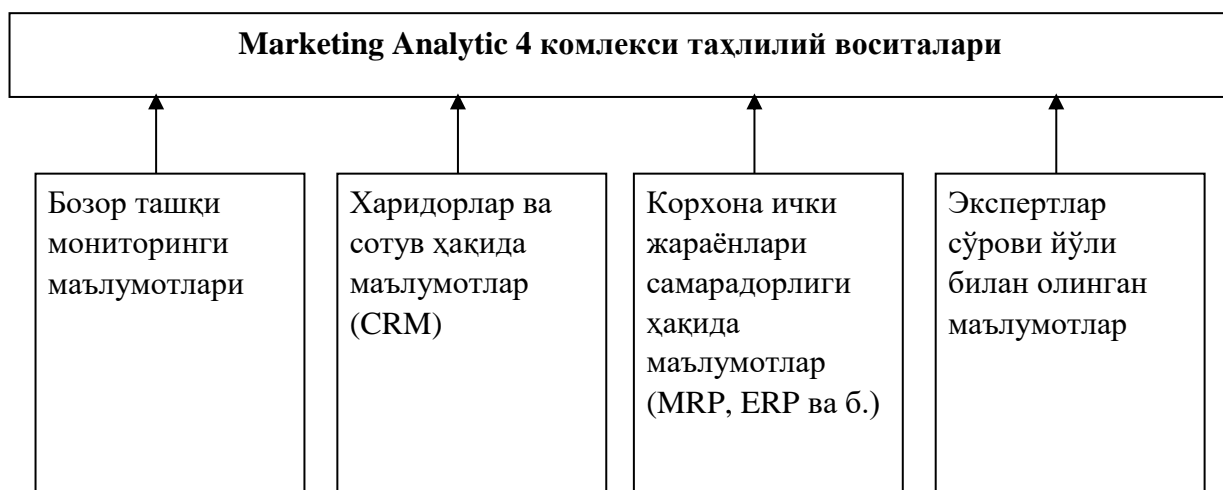 Marketing Analytic 4 комлекси таҳлилий воситалари
Бозор ташқи
мониторинги
маълумотлари
Харидорлар ва
сотув ҳақида
маълумотлар
(CRM)
Корхона ички
жараёнлари
самарадорлиги
ҳақида
маълумотлар
(MRP, ERP ва б.)
Экспертлар
сўрови йўли
билан олинган
маълумотлар